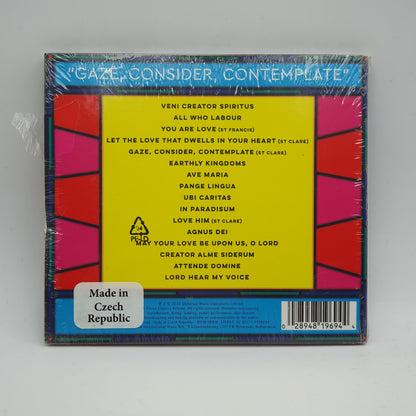 "GAZE, CONSIDER, CONTEMPLATE"
VENI CREATOR SPIRITUS
ALL WHO LABOUR
YOU ARE LOVE (ST FRANCIS)
LET THE LOVE THAT DWELLS IN YOUR HEART (ST CLARE)
GAZE, CONSIDER, CONTEMPLATE (ST CLARE)
EARTHLY KINGDOMS
AVE MARIA
PANGE LINGUA
UBI CARITAS
IN PARADISUM
LOVE HIM (ST CLARE)
AGNUS DEI
MAY YOUR LOVE BE UPON US, O LORD
CREATOR ALME SIDERUM
ATTENDE DOMINE
LORD HEAR MY VOICE
Made in
Czech
Republic
0 28948 19694 4